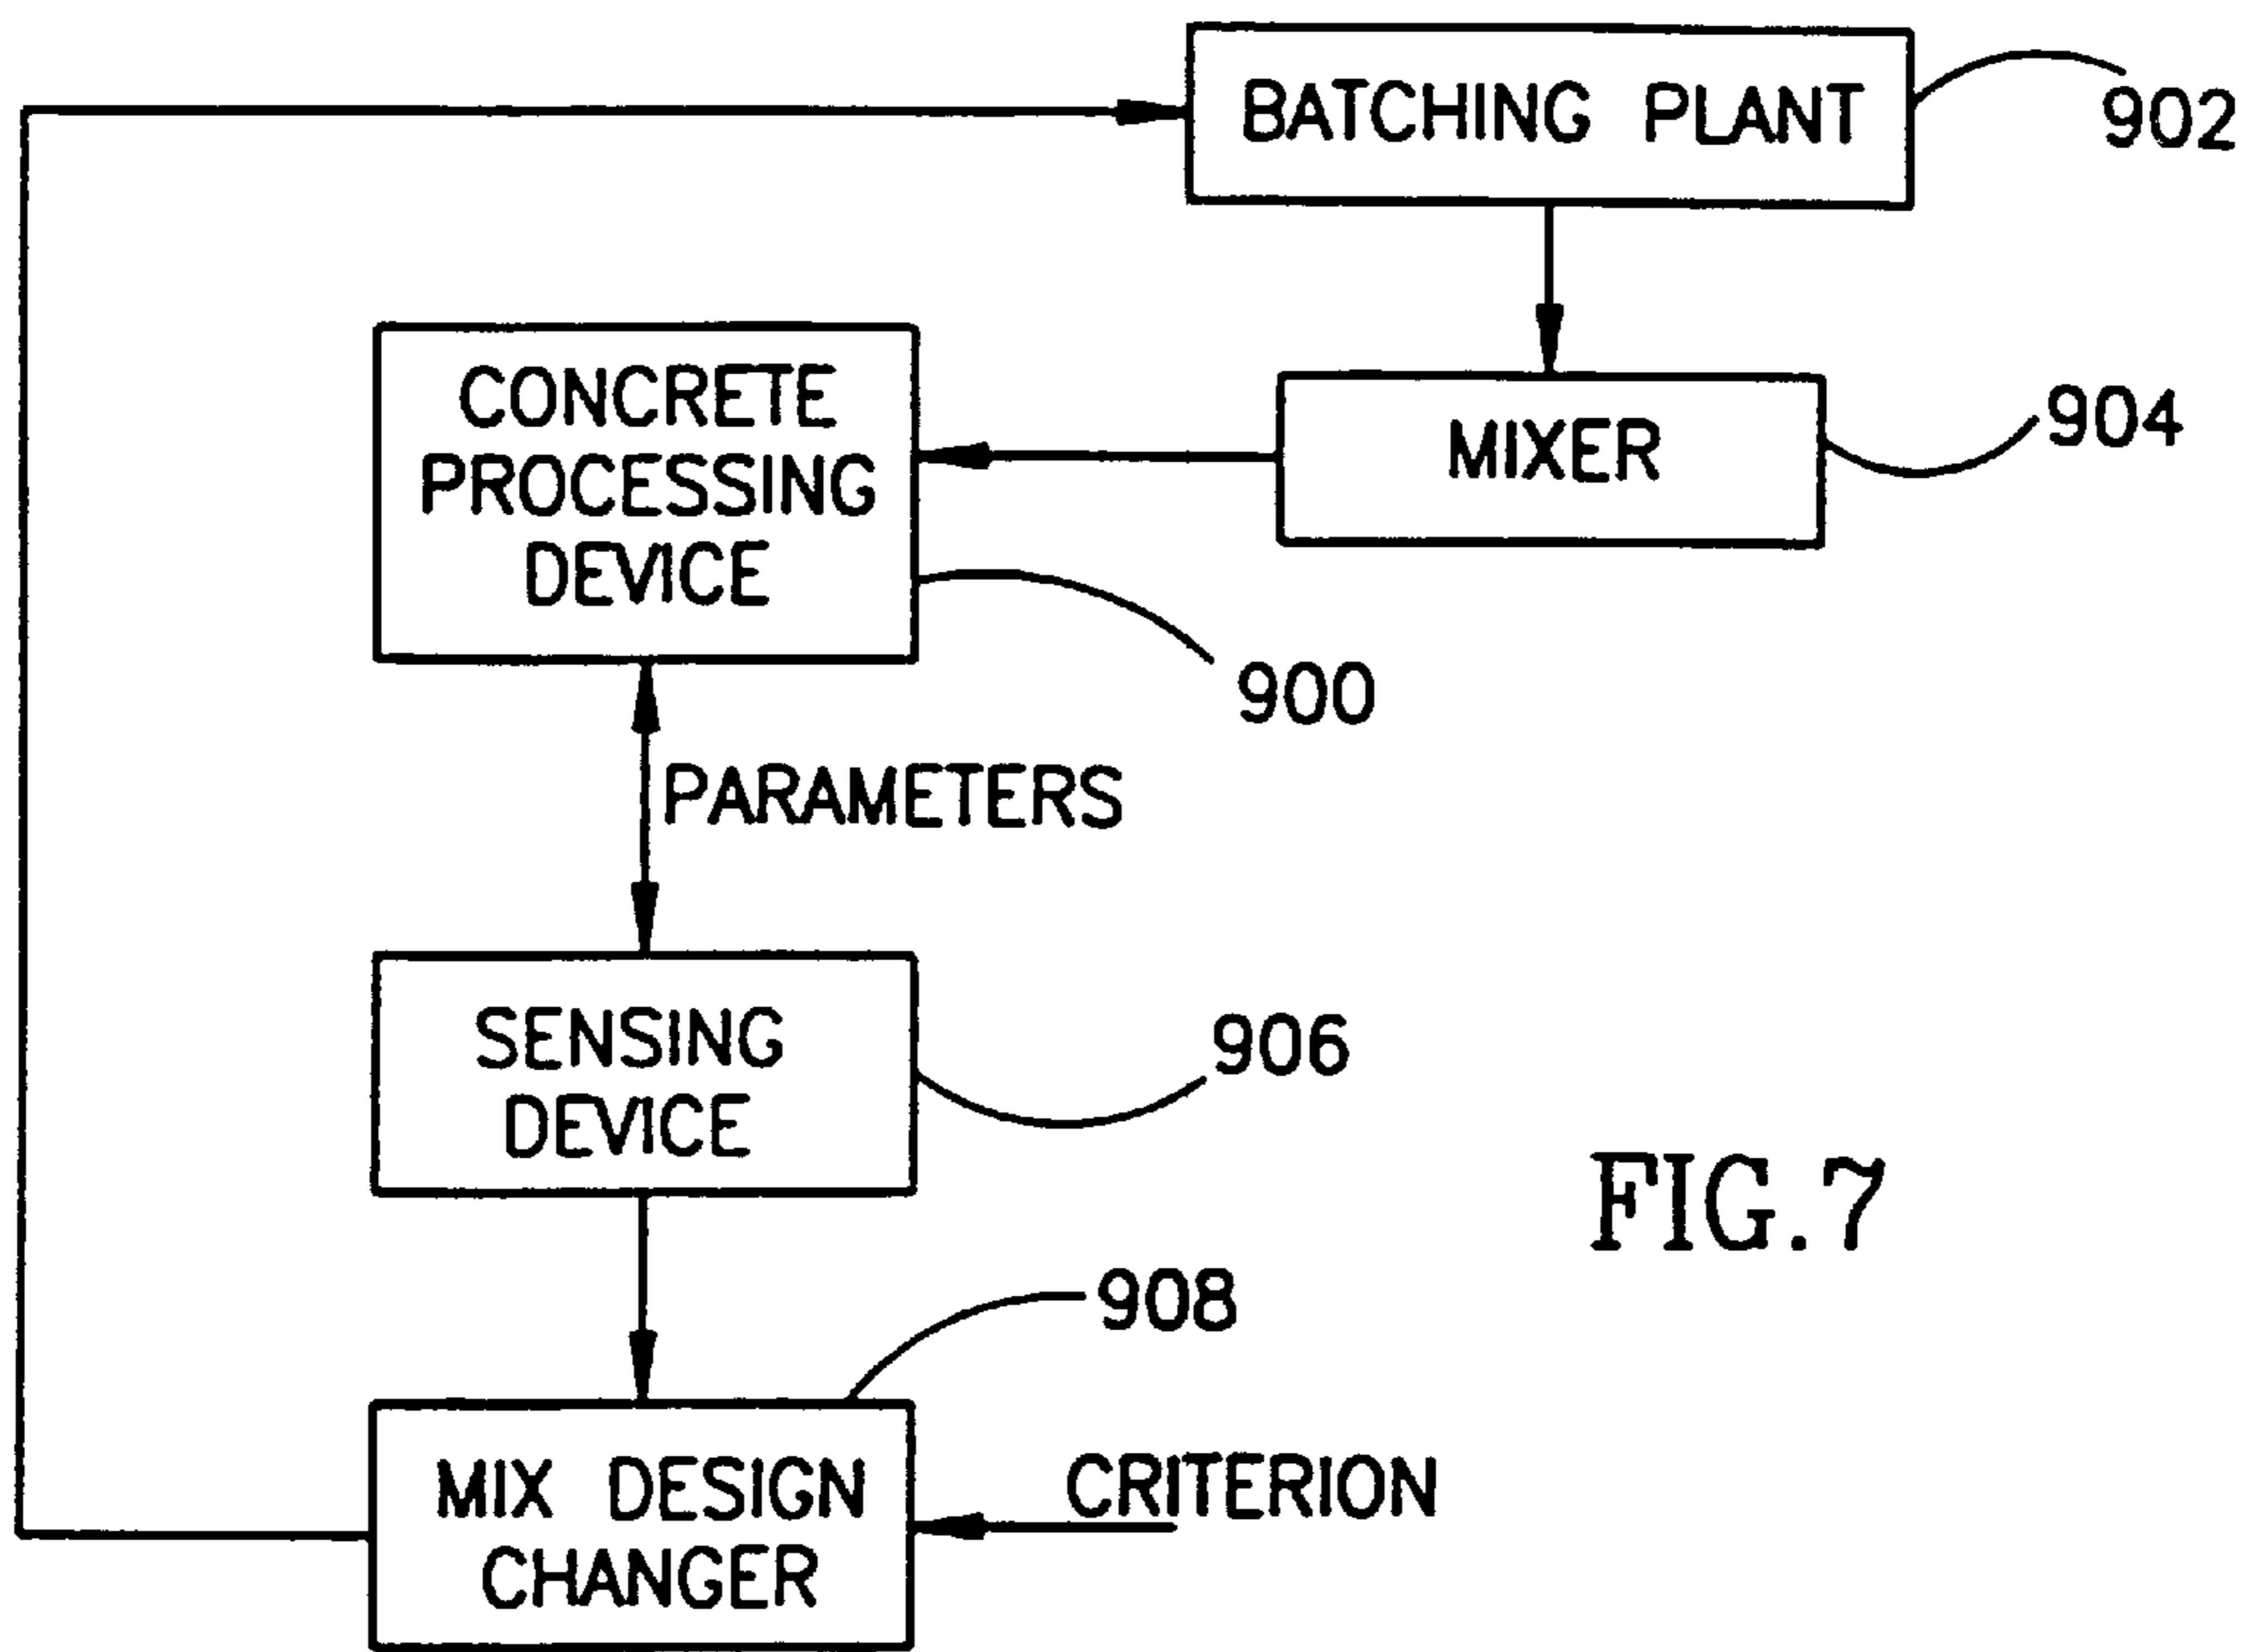 BATCHING PLANT
902
CONCRETE
PROCESSING
DEVICE
MIXER
904
900
PARAMETERS
SENSING
DEVICE
906
FIG.7
908
MIX DESIGN
CHANGER
CRITERION